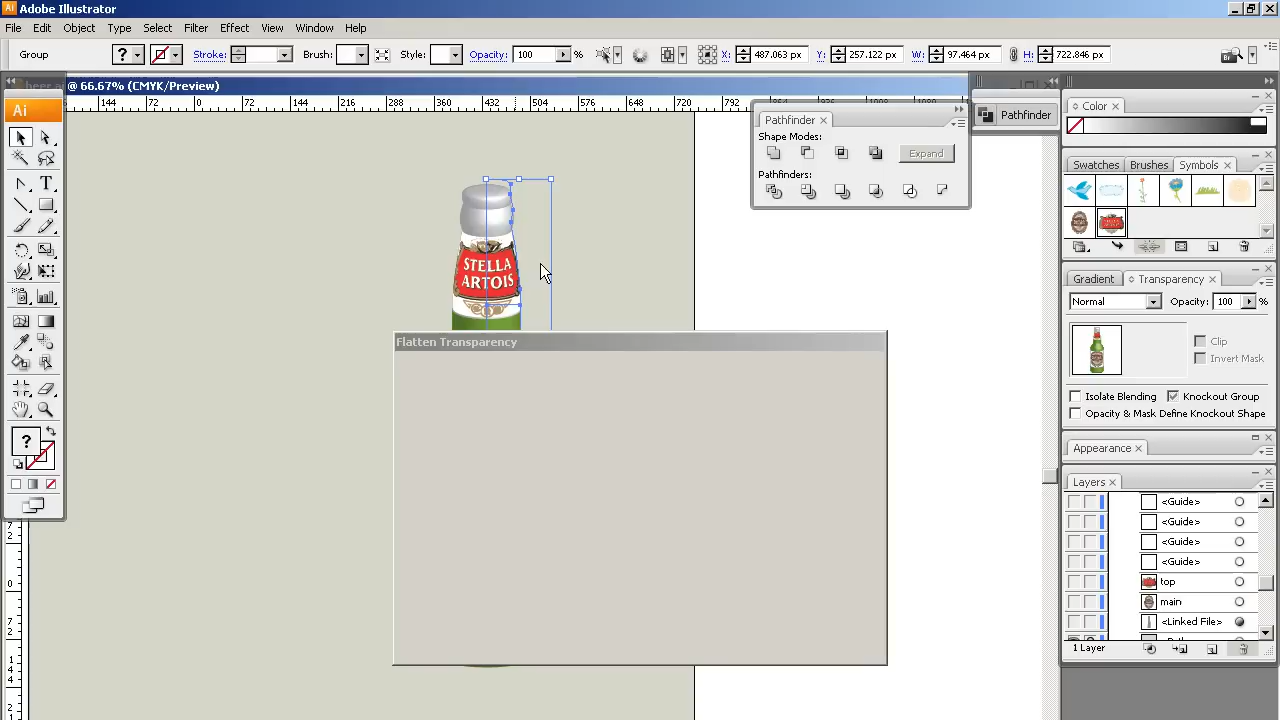 Adobe Illustrator
File Edit Object Type Select Filter Effect View Window Help
Group ? Stroke: Brush: Style: Opacity: 100 X: 487.063 px Y: 257.122 px W: 97.464 px H: 722.846 px
@ 66.67% (CMYK/Preview)
144 72 0 72 144 216 288 360 432 504 576 648 720 792
Ai
Pathfinder
Shape Modes:
Expand
Pathfinders:
Pathfinder
Color
Swatches Brushes Symbols
STELLA
ARTOIS
Gradient Transparency
Normal Opacity: 100
Clip
Invert Mask
Isolate Blending Knockout Group
Opacity & Mask Define Knockout Shape
Flatten Transparency
?
Appearance
Layers
<Guide>
<Guide>
<Guide>
<Guide>
top
main
<Linked File>
1 Layer